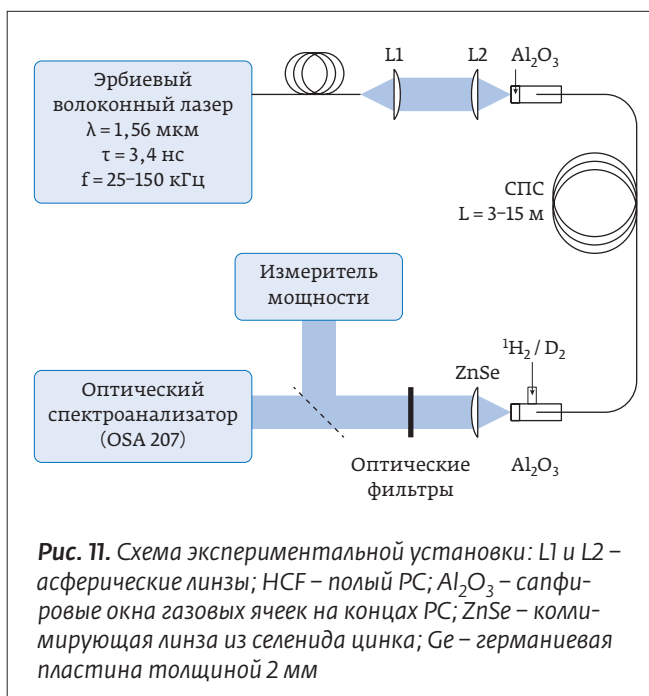 L1
L2
Al₂O₃
Эрбиевый
волоконный лазер
λ = 1,56 мкм
τ = 3,4 нс
f = 25–150 кГц
СПС
L = 3–15 м
Измеритель
мощности
¹H₂ / D₂
ZnSe
Оптический
спектроанализатор
(OSA 207)
Оптические
фильтры
Al₂O₃
Рис. 11. Схема экспериментальной установки: L1 и L2 –
асферические линзы; HCF – полый РС; Al₂O₃ – сапфи-
ровые окна газовых ячеек на концах РС; ZnSe – колли-
мирующая линза из селенида цинка; Ge – германиевая
пластина толщиной 2 мм